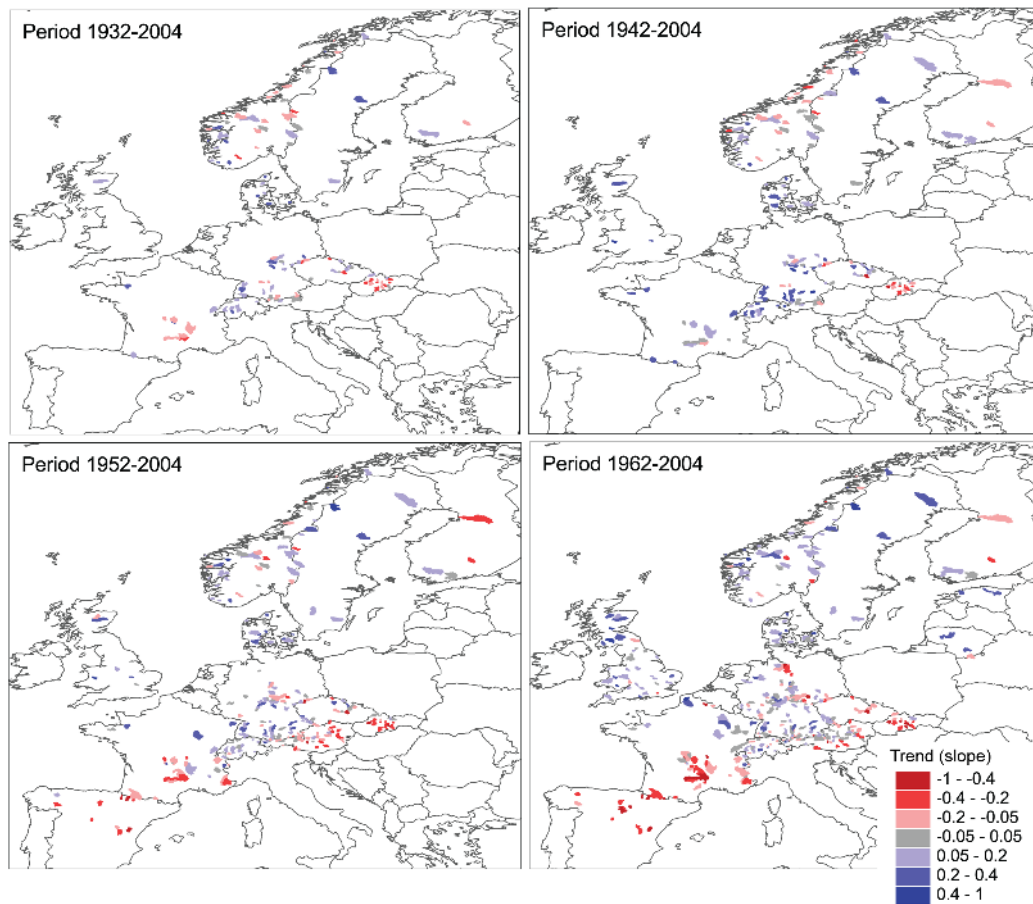 Period 1932-2004
Period 1942-2004
Period 1952-2004
Period 1962-2004
Trend (slope)
-1 - -0.4
-0.4 - -0.2
-0.2 - -0.05
-0.05 - 0.05
0.05 - 0.2
0.2 - 0.4
0.4 - 1